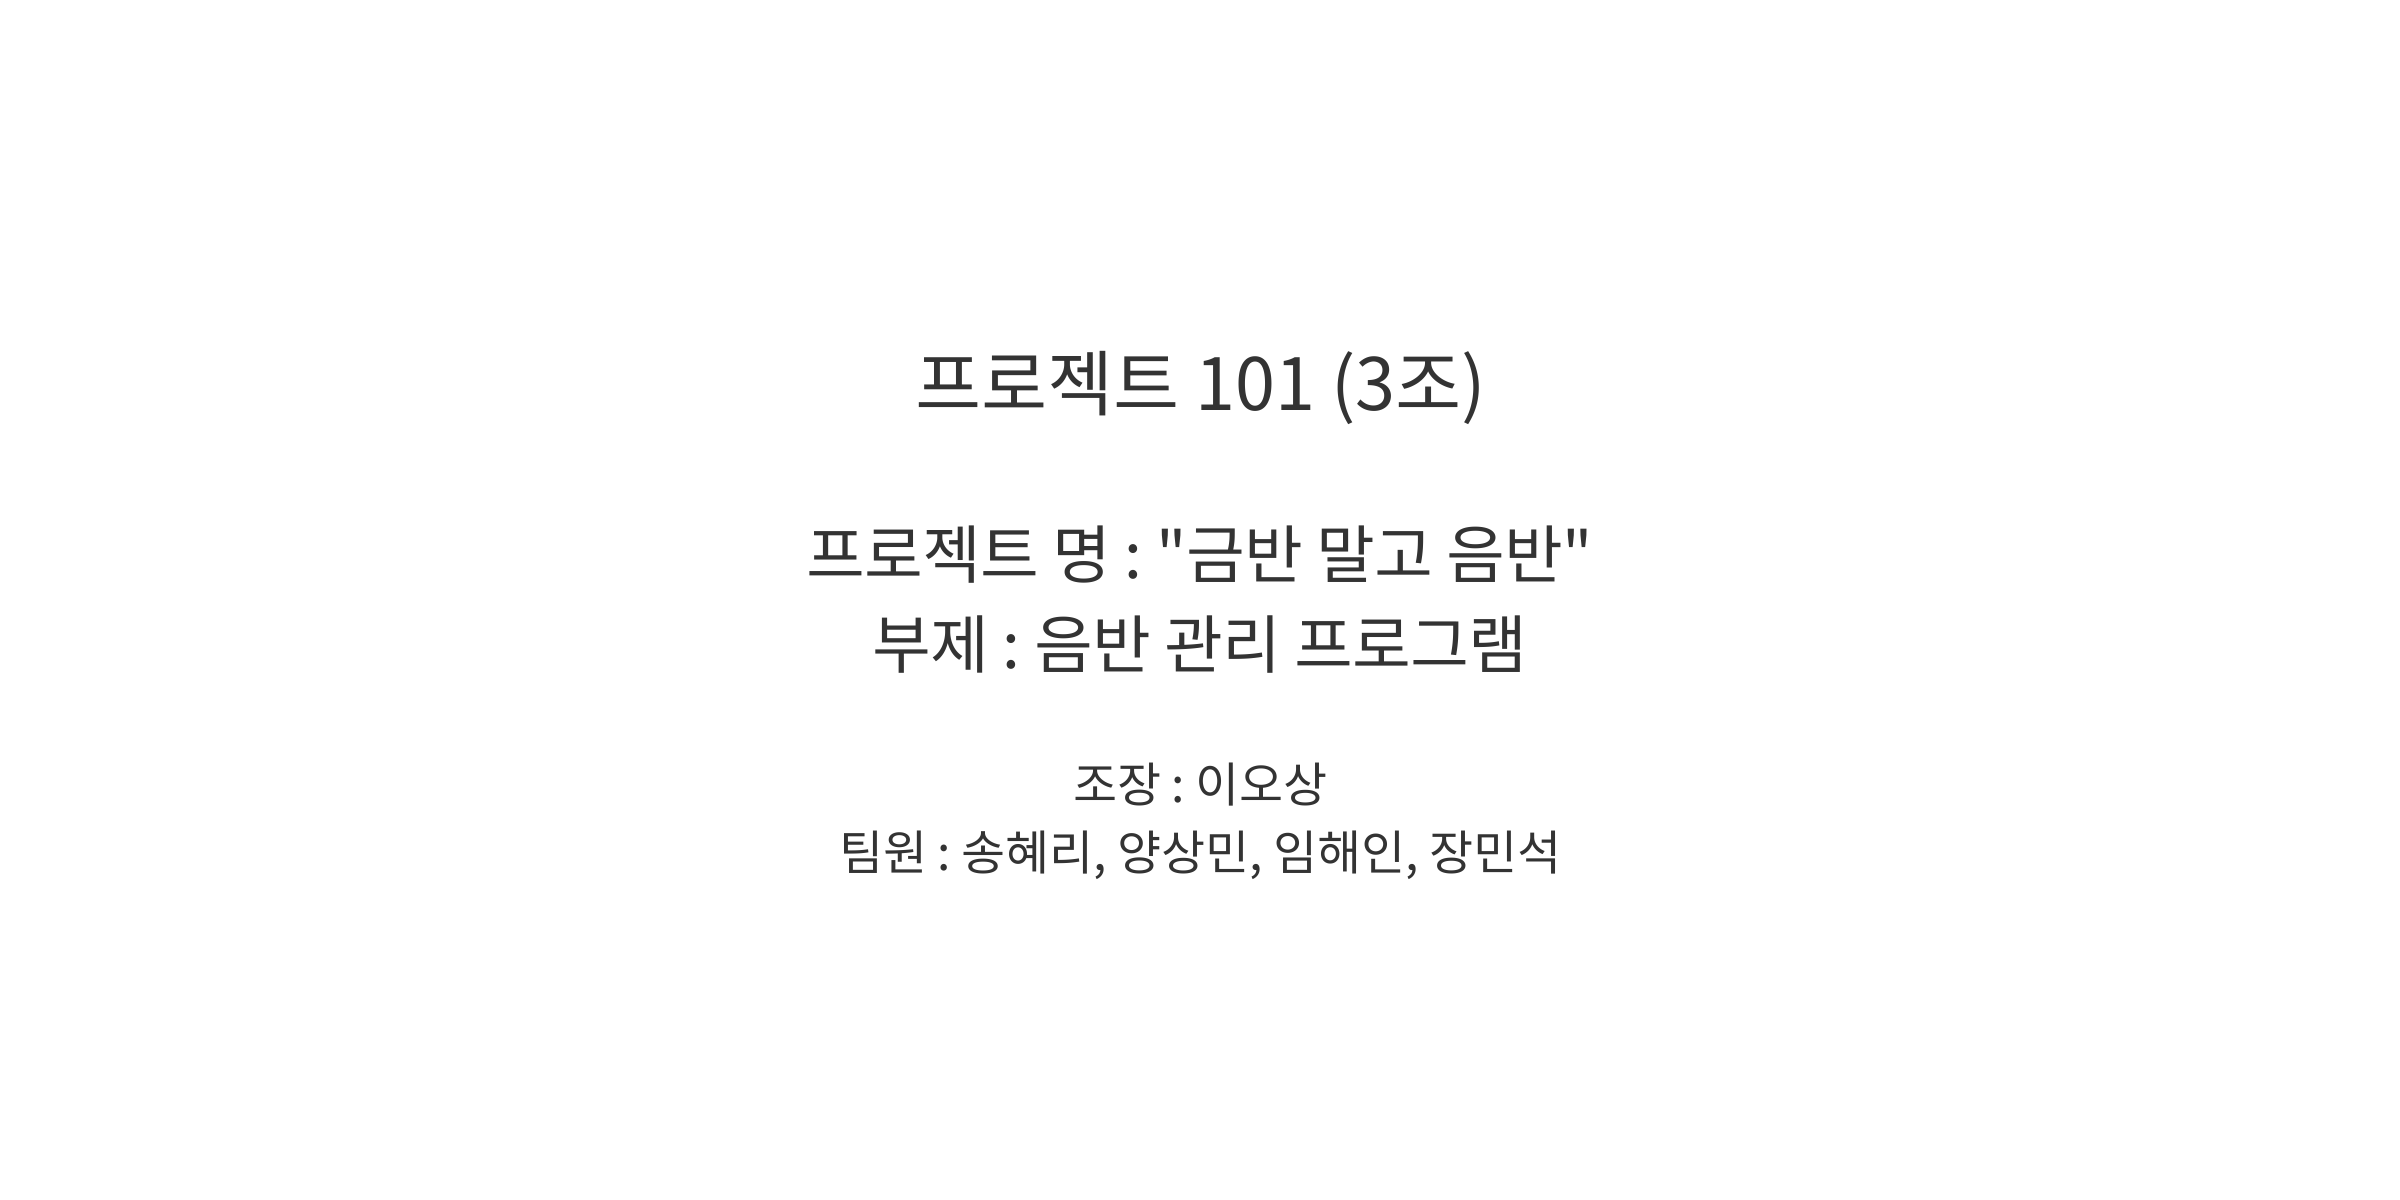 프로젝트 101 (3조)
프로젝트 명 : "금반 말고 음반"
부제 : 음반 관리 프로그램
조장 : 이오상
팀원 : 송혜리, 양상민, 임해인, 장민석